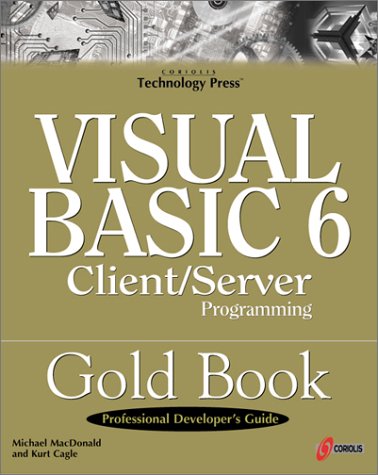 CORIOLIS
Technology Press™
VISUAL
BASIC 6
Client/Server
Programming
Gold Book
Professional Developer's Guide
Michael MacDonald
and Kurt Cagle
CORIOLIS